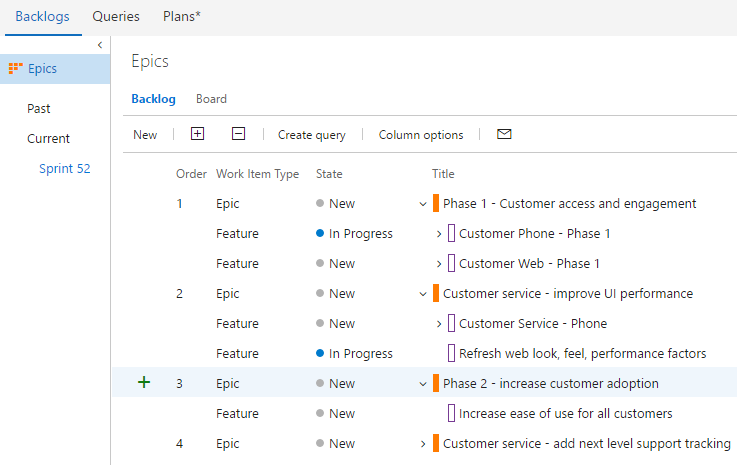 Backlogs Queries Plans*
Epics
Past
Current
Sprint 52
Epics
Backlog Board
New Create query Column options
Order Work Item Type State Title
1 Epic New Phase 1 - Customer access and engagement
Feature In Progress Customer Phone - Phase 1
Feature New Customer Web - Phase 1
2 Epic New Customer service - improve UI performance
Feature New Customer Service - Phone
Feature In Progress Refresh web look, feel, performance factors
3 Epic New Phase 2 - increase customer adoption
Feature New Increase ease of use for all customers
4 Epic New Customer service - add next level support tracking